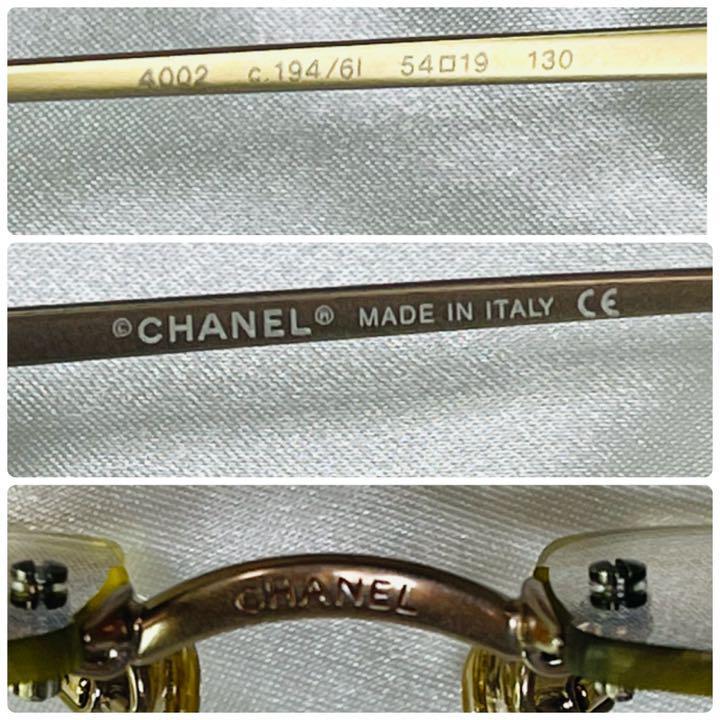 4002 c.194/61 54□19 130
©CHANEL® MADE IN ITALY CE
CHANEL